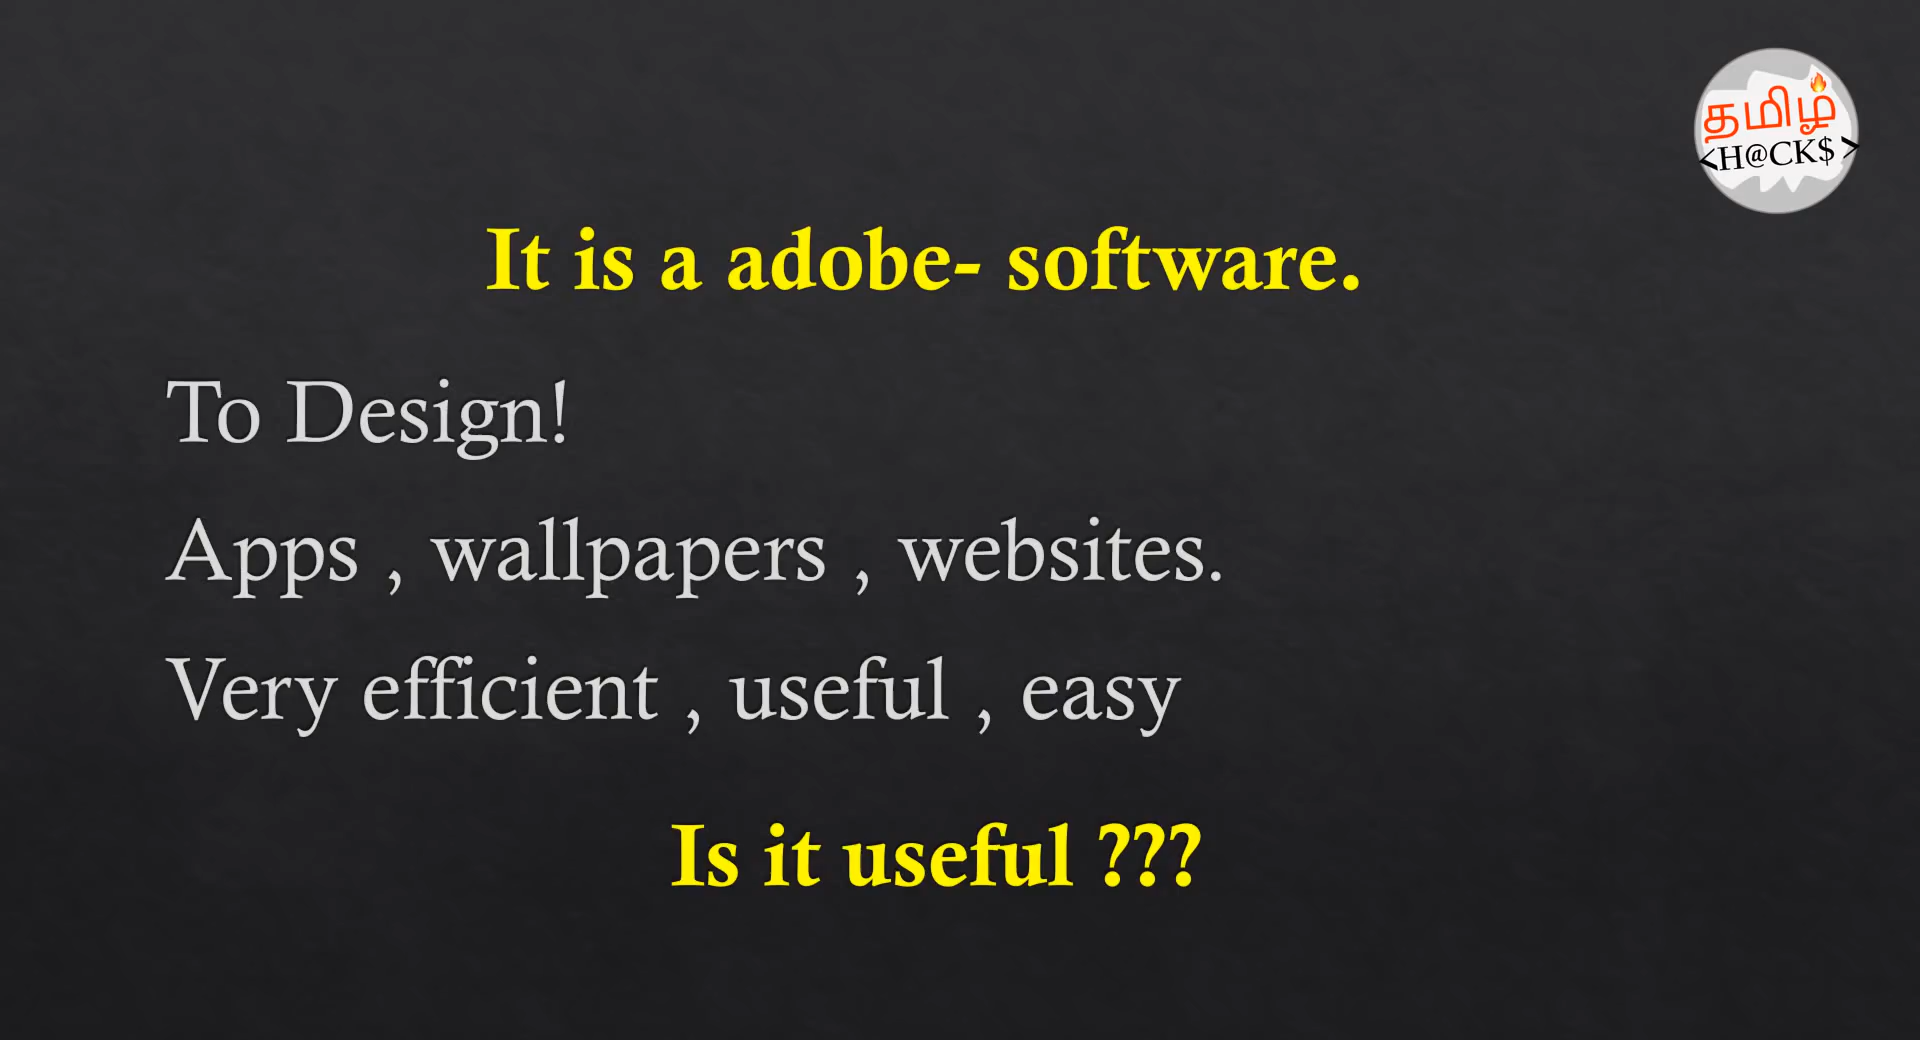 தமிழ்
<H@CK$>
It is a adobe- software.
To Design!
Apps , wallpapers , websites.
Very efficient , useful , easy
Is it useful ???